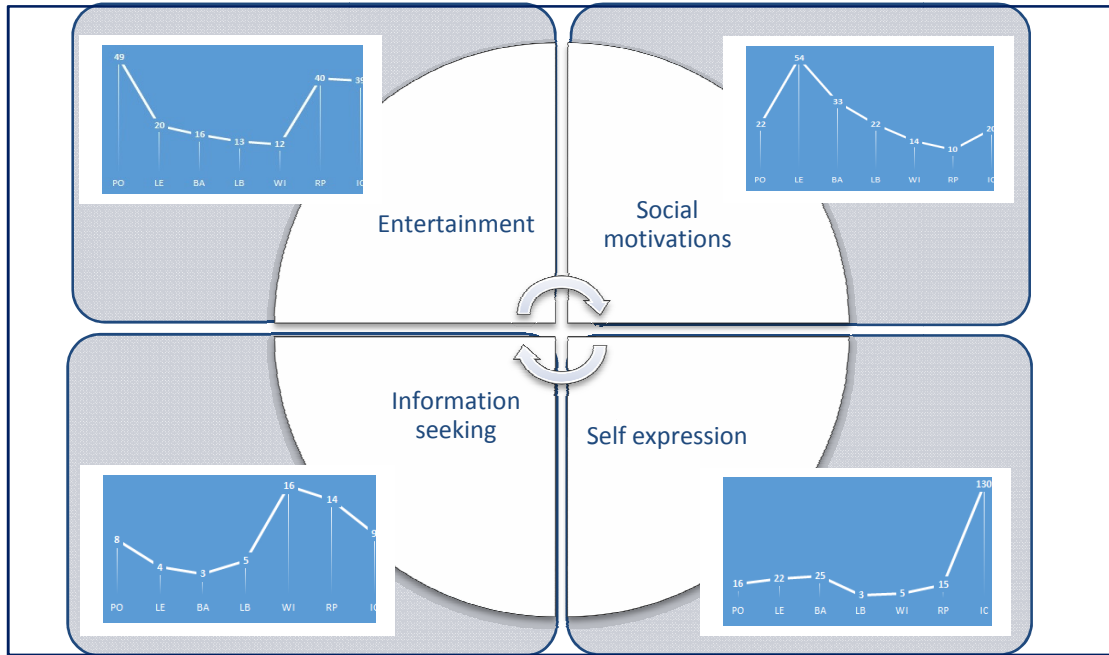 49
20
16
13
12
40
39
PO LE BA LB WI RP IC
Entertainment
22
54
33
22
14
10
20
PO LE BA LB WI RP IC
Social
motivations
8
4
3
5
16
14
9
PO LE BA LB WI RP IC
Information
seeking
16
22
25
3
5
15
130
PO LE BA LB WI RP IC
Self expression